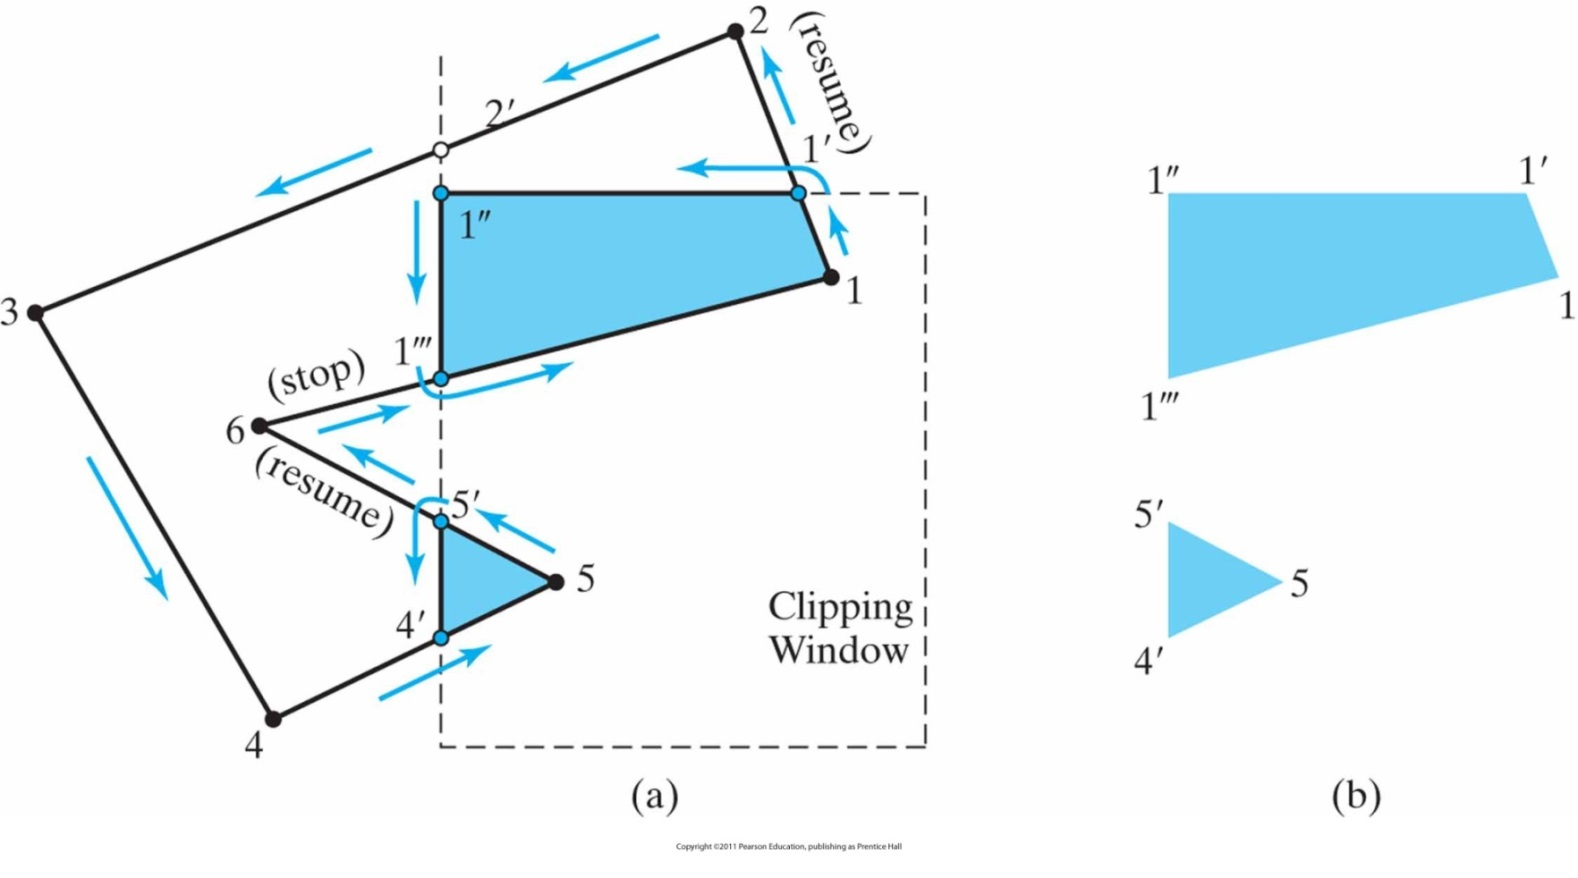 2
(resume)
2′
1′
1″
1
3
1‴
(stop)
6
(resume)
5′
5
4′
4
Clipping
Window
(a)
1″
1′
1
1‴
5′
5
4′
(b)
Copyright ©2011 Pearson Education, publishing as Prentice Hall